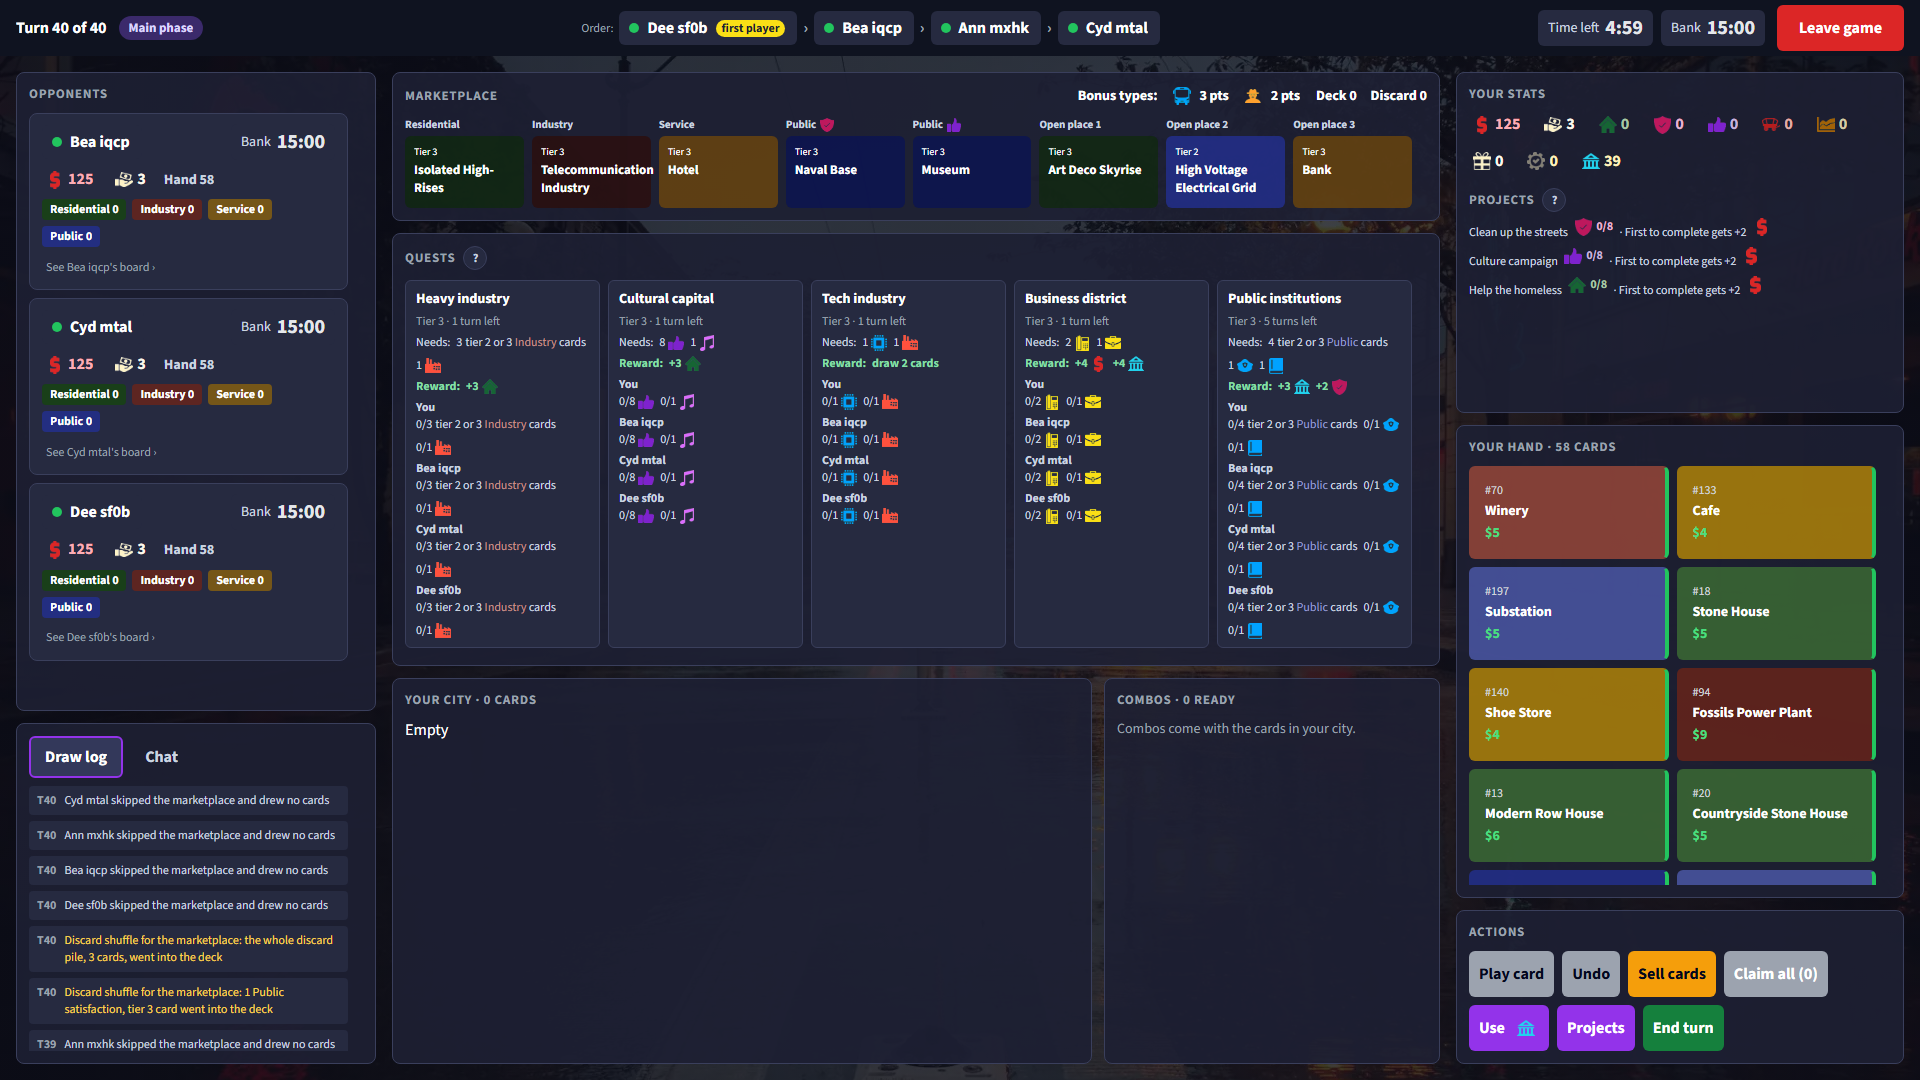 Turn 40 of 40
Main phase
Order:
Dee sf0b
first player
› Bea iqcp
› Ann mxhk
› Cyd mtal
Time left 4:59
Bank 15:00
Leave game
OPPONENTS
Bea iqcp
Bank 15:00
125
3
Hand 58
Residential 0
Industry 0
Service 0
Public 0
See Bea iqcp's board ›
Cyd mtal
Bank 15:00
125
3
Hand 58
Residential 0
Industry 0
Service 0
Public 0
See Cyd mtal's board ›
Dee sf0b
Bank 15:00
125
3
Hand 58
Residential 0
Industry 0
Service 0
Public 0
See Dee sf0b's board ›
Draw log
Chat
T40 Cyd mtal skipped the marketplace and drew no cards
T40 Ann mxhk skipped the marketplace and drew no cards
T40 Bea iqcp skipped the marketplace and drew no cards
T40 Dee sf0b skipped the marketplace and drew no cards
T40 Discard shuffle for the marketplace: the whole discard
pile, 3 cards, went into the deck
T40 Discard shuffle for the marketplace: 1 Public
satisfaction, tier 3 card went into the deck
T39 Ann mxhk skipped the marketplace and drew no cards
MARKETPLACE
Bonus types: 3 pts 2 pts Deck 0 Discard 0
Residential
Tier 3
Isolated High-
Rises
Industry
Tier 3
Telecommunication
Industry
Service
Tier 3
Hotel
Public
Tier 3
Naval Base
Public
Tier 3
Museum
Open place 1
Tier 3
Art Deco Skyrise
Open place 2
Tier 2
High Voltage
Electrical Grid
Open place 3
Tier 3
Bank
QUESTS ?
Heavy industry
Tier 3 · 1 turn left
Needs: 3 tier 2 or 3 Industry cards
1
Reward: +3
You
0/3 tier 2 or 3 Industry cards
0/1
Bea iqcp
0/3 tier 2 or 3 Industry cards
0/1
Cyd mtal
0/3 tier 2 or 3 Industry cards
0/1
Dee sf0b
0/3 tier 2 or 3 Industry cards
0/1
Cultural capital
Tier 3 · 1 turn left
Needs: 8 1
Reward: +3
You
0/8 0/1
Bea iqcp
0/8 0/1
Cyd mtal
0/8 0/1
Dee sf0b
0/8 0/1
Tech industry
Tier 3 · 1 turn left
Needs: 1 1
Reward: draw 2 cards
You
0/1 0/1
Bea iqcp
0/1 0/1
Cyd mtal
0/1 0/1
Dee sf0b
0/1 0/1
Business district
Tier 3 · 1 turn left
Needs: 2 1
Reward: +4 +4
You
0/2 0/1
Bea iqcp
0/2 0/1
Cyd mtal
0/2 0/1
Dee sf0b
0/2 0/1
Public institutions
Tier 3 · 5 turns left
Needs: 4 tier 2 or 3 Public cards
1 1
Reward: +3 +2
You
0/4 tier 2 or 3 Public cards 0/1
0/1
Bea iqcp
0/4 tier 2 or 3 Public cards 0/1
0/1
Cyd mtal
0/4 tier 2 or 3 Public cards 0/1
0/1
Dee sf0b
0/4 tier 2 or 3 Public cards 0/1
0/1
YOUR CITY · 0 CARDS
Empty
COMBOS · 0 READY
Combos come with the cards in your city.
YOUR STATS
125 3 0 0 0 0 0
0 0 39
PROJECTS ?
Clean up the streets 0/8 · First to complete gets +2
Culture campaign 0/8 · First to complete gets +2
Help the homeless 0/8 · First to complete gets +2
YOUR HAND · 58 CARDS
#70
Winery
$5
#133
Cafe
$4
#197
Substation
$5
#18
Stone House
$5
#140
Shoe Store
$4
#94
Fossils Power Plant
$9
#13
Modern Row House
$6
#20
Countryside Stone House
$5
ACTIONS
Play card
Undo
Sell cards
Claim all (0)
Use
Projects
End turn